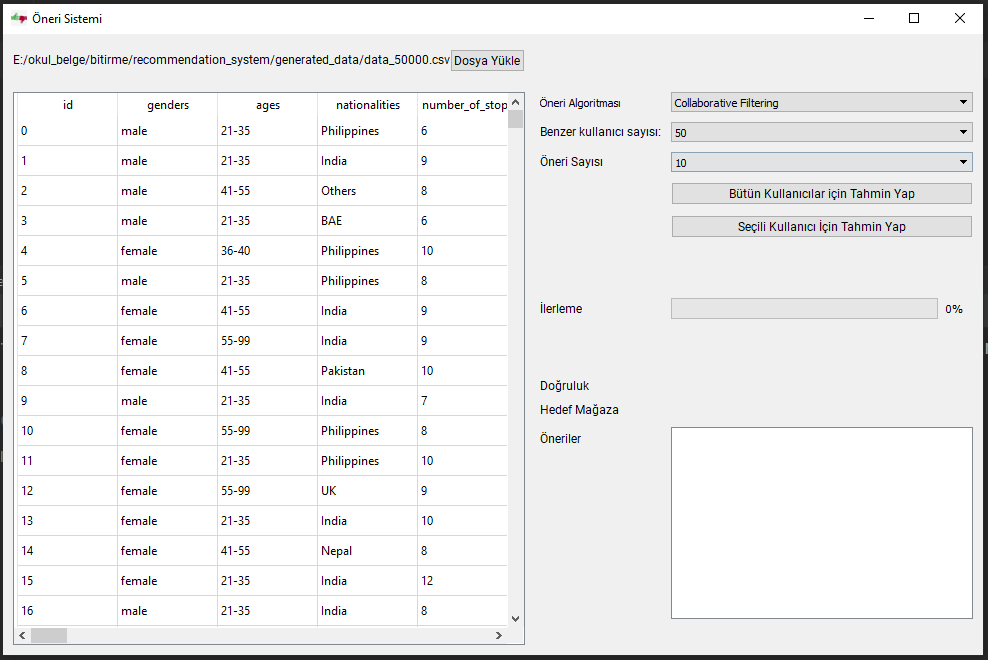 Öneri Sistemi
E:/okul_belge/bitirme/recommendation_system/generated_data/data_50000.csv Dosya Yükle
id genders ages nationalities number_of_stop
0 male 21-35 Philippines 6
1 male 21-35 India 9
2 male 41-55 Others 8
3 male 21-35 BAE 6
4 female 36-40 Philippines 10
5 male 21-35 Philippines 8
6 female 41-55 India 9
7 female 55-99 India 9
8 female 41-55 Pakistan 10
9 male 21-35 India 7
10 female 55-99 Philippines 8
11 female 21-35 Philippines 10
12 female 55-99 UK 9
13 female 21-35 India 10
14 female 41-55 Nepal 8
15 female 21-35 India 12
16 male 21-35 India 8
Öneri Algoritması Collaborative Filtering
Benzer kullanıcı sayısı: 50
Öneri Sayısı 10
Bütün Kullanıcılar için Tahmin Yap
Seçili Kullanıcı İçin Tahmin Yap
İlerleme 0%
Doğruluk
Hedef Mağaza
Öneriler